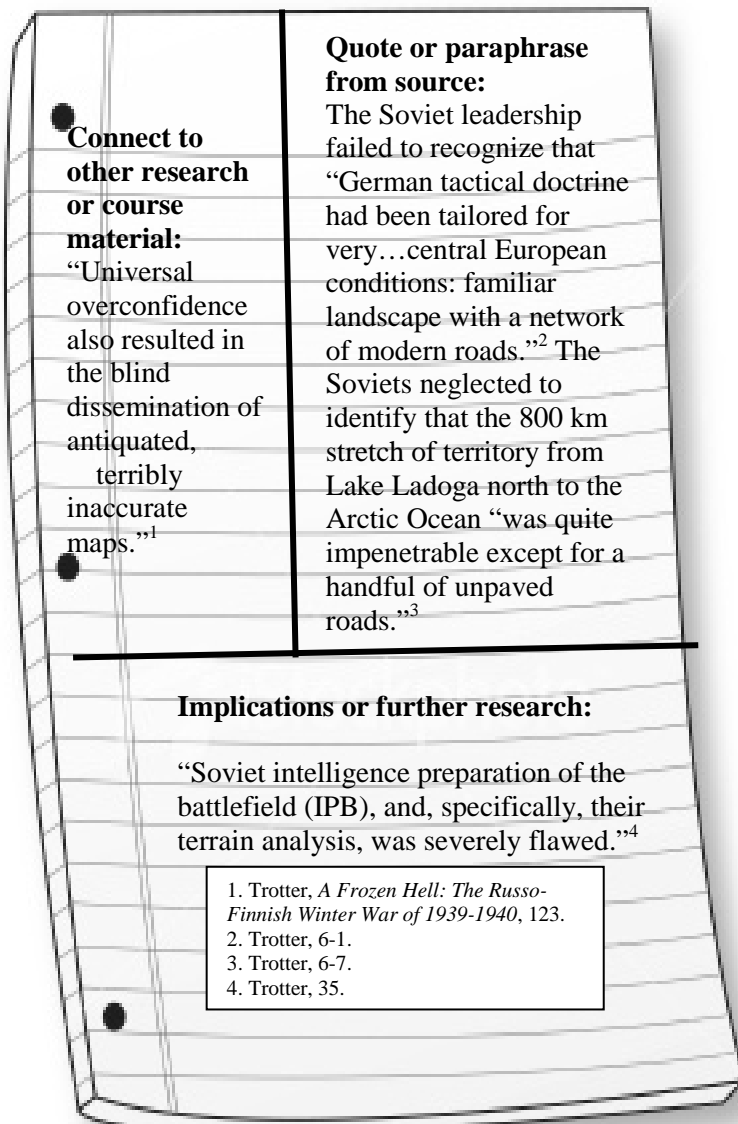 Connect to
other research
or course
material:
“Universal
overconfidence
also resulted in
the blind
dissemination of
antiquated,
terribly
inaccurate
maps.”1
Quote or paraphrase
from source:
The Soviet leadership
failed to recognize that
“German tactical doctrine
had been tailored for
very…central European
conditions: familiar
landscape with a network
of modern roads.”2 The
Soviets neglected to
identify that the 800 km
stretch of territory from
Lake Ladoga north to the
Arctic Ocean “was quite
impenetrable except for a
handful of unpaved
roads.”3
Implications or further research:
“Soviet intelligence preparation of the
battlefield (IPB), and, specifically, their
terrain analysis, was severely flawed.”4
1. Trotter, A Frozen Hell: The Russo-
Finnish Winter War of 1939-1940, 123.
2. Trotter, 6-1.
3. Trotter, 6-7.
4. Trotter, 35.